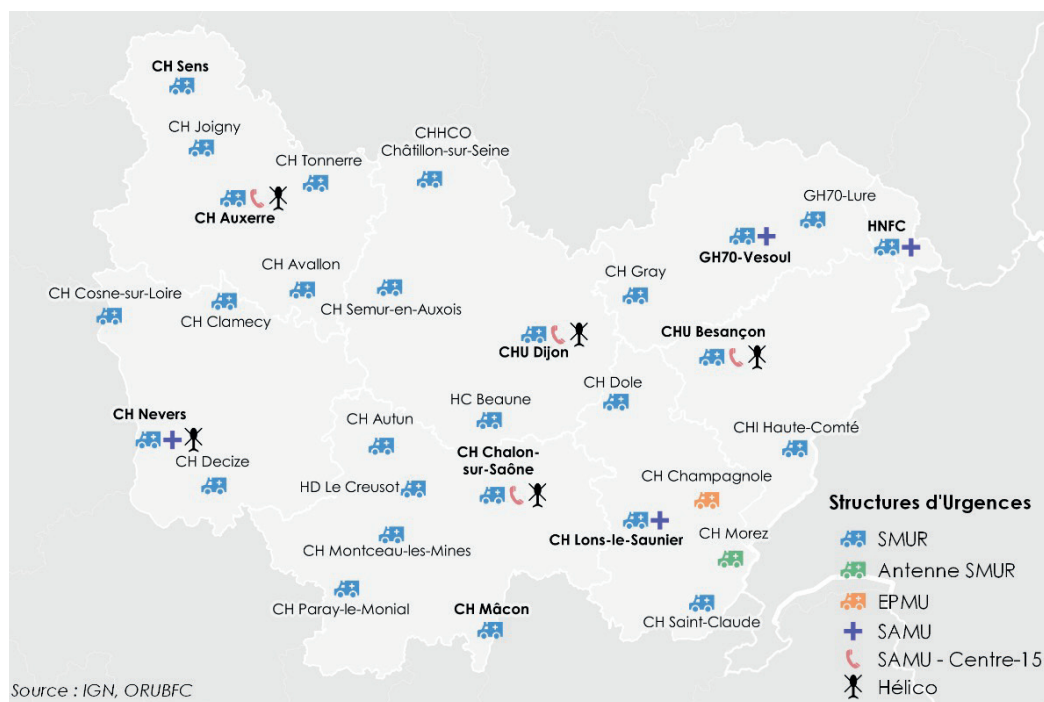 CH Sens
CH Joigny
CHHCO
Châtillon-sur-Seine
CH Tonnerre
CH Auxerre
GH70-Lure
HNFC
GH70-Vesoul
CH Avallon
CH Gray
CH Cosne-sur-Loire
CH Clamecy
CH Semur-en-Auxois
CHU Dijon
CHU Besançon
CH Dole
HC Beaune
CH Nevers
CH Autun
CHI Haute-Comté
CH Decize
CH Chalon-
sur-Saône
HD Le Creusot
CH Champagnole
CH Lons-le-Saunier
CH Morez
CH Montceau-les-Mines
CH Paray-le-Monial
CH Mâcon
CH Saint-Claude
Structures d'Urgences
SMUR
Antenne SMUR
EPMU
SAMU
SAMU - Centre-15
Hélico
Source : IGN, ORUBFC